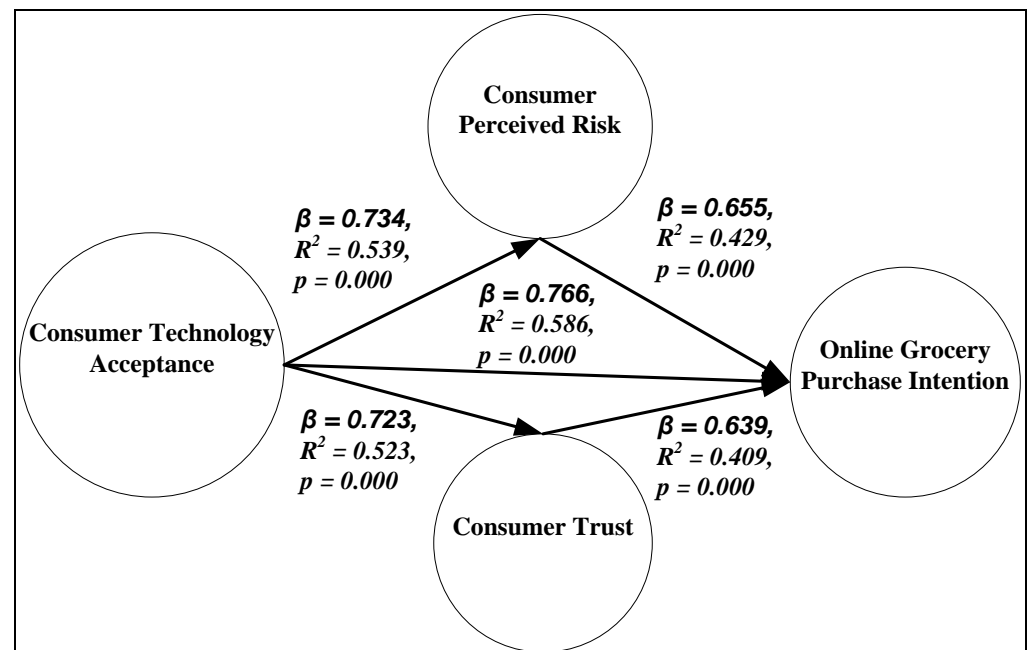 Consumer
Perceived Risk
β = 0.734,
R² = 0.539,
p = 0.000
β = 0.655,
R² = 0.429,
p = 0.000
β = 0.766,
R² = 0.586,
p = 0.000
Consumer Technology
Acceptance
Online Grocery
Purchase Intention
β = 0.723,
R² = 0.523,
p = 0.000
β = 0.639,
R² = 0.409,
p = 0.000
Consumer Trust